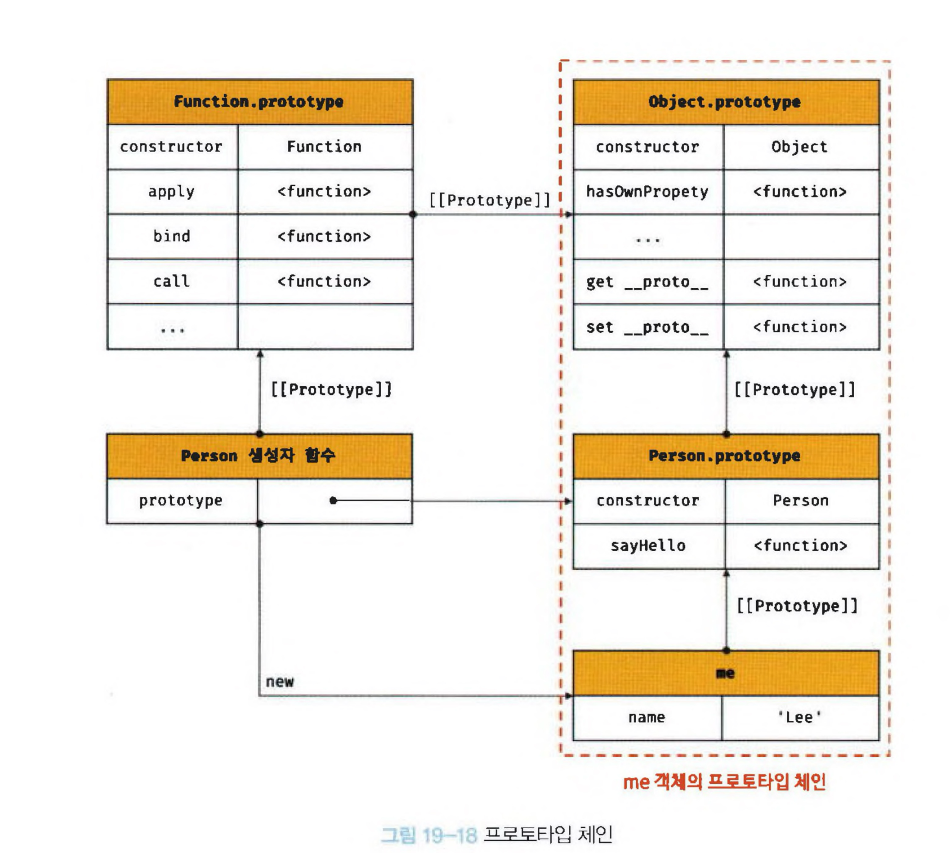 Function.prototype
constructor Function
apply <function>
bind <function>
call <function>
...
[[Prototype]]
Object.prototype
constructor Object
hasOwnPropety <function>
...
get __proto__ <function>
set __proto__ <function>
[[Prototype]]
[[Prototype]]
Person 생성자 함수
prototype
Person.prototype
constructor Person
sayHello <function>
[[Prototype]]
new
me
name 'Lee'
me 객체의 프로토타입 체인
그림 19-18 프로토타입 체인